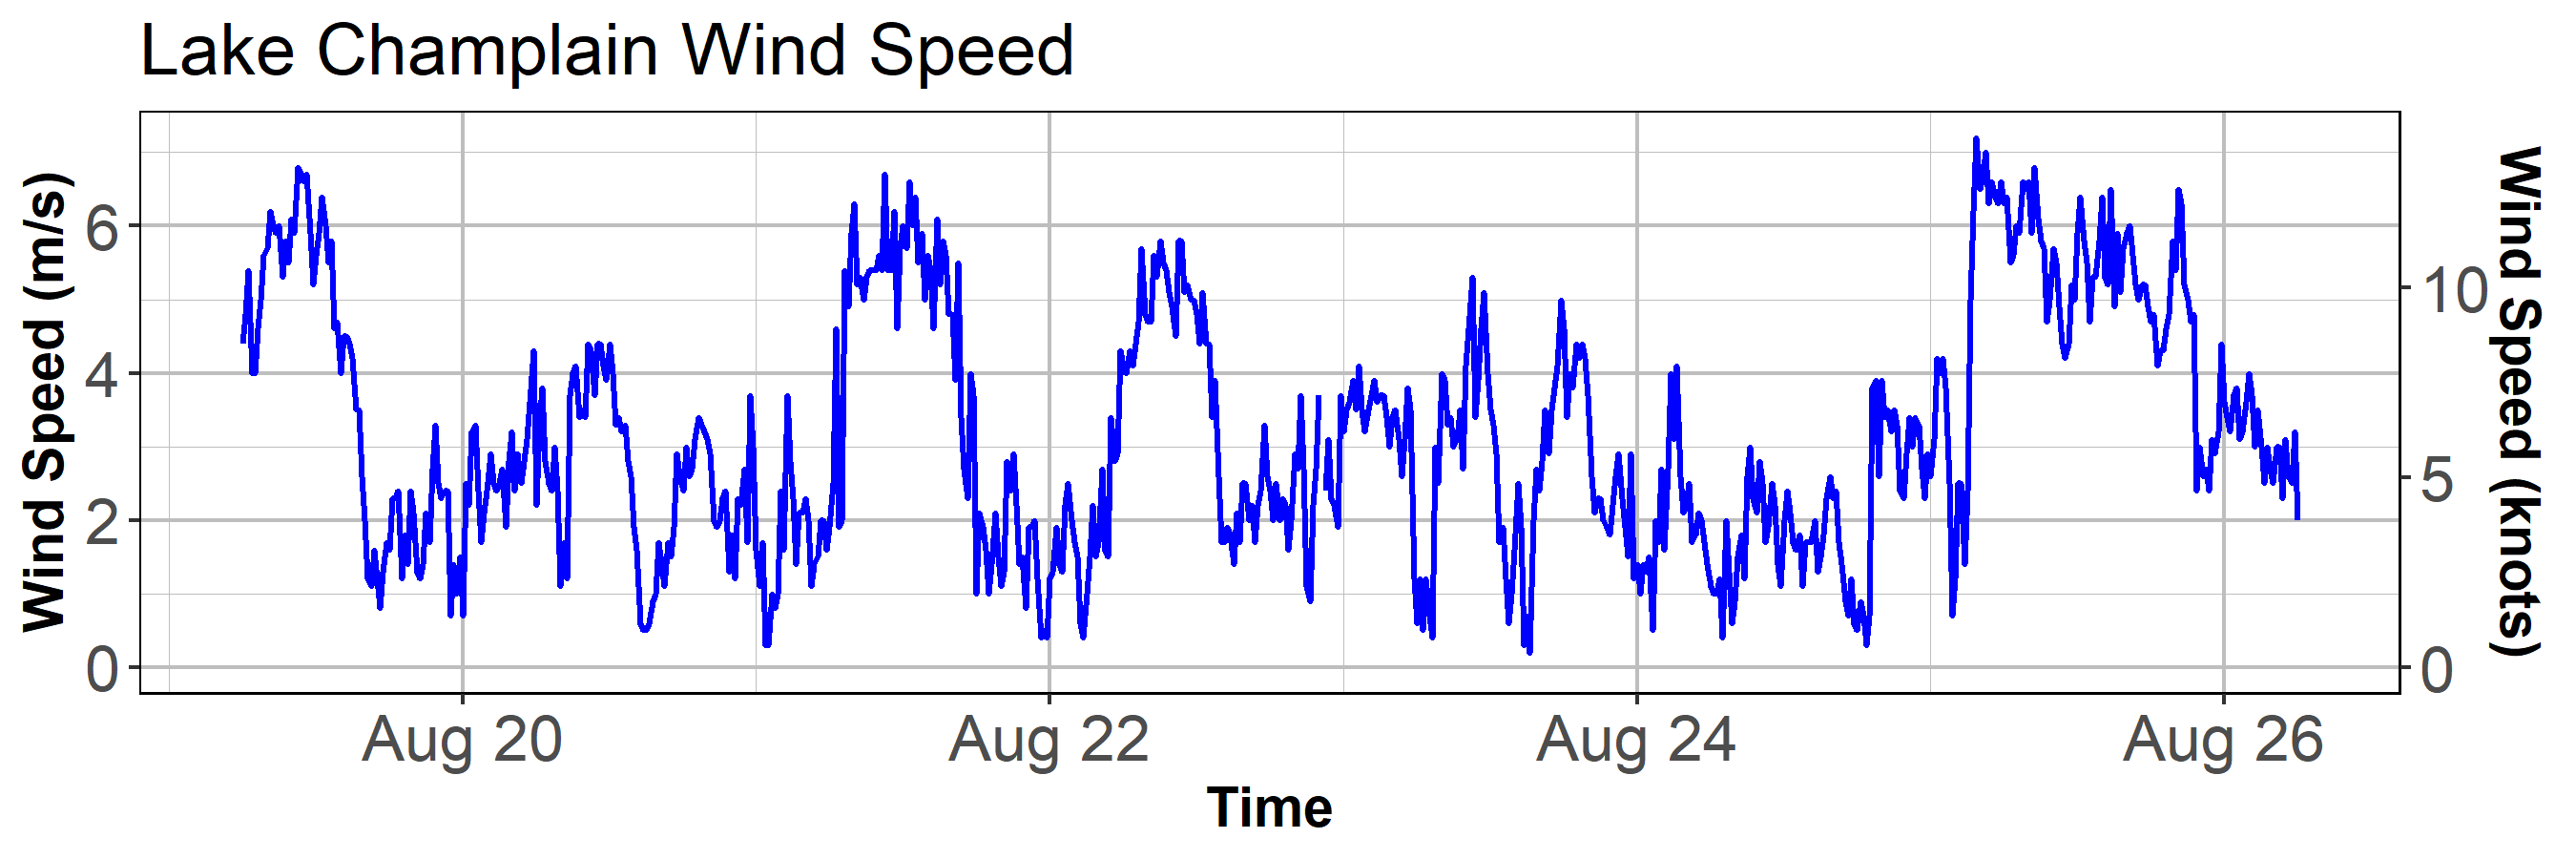 Lake Champlain Wind Speed
Wind Speed (m/s)
6
4
2
0
Wind Speed (knots)
10
5
0
Aug 20
Aug 22
Aug 24
Aug 26
Time